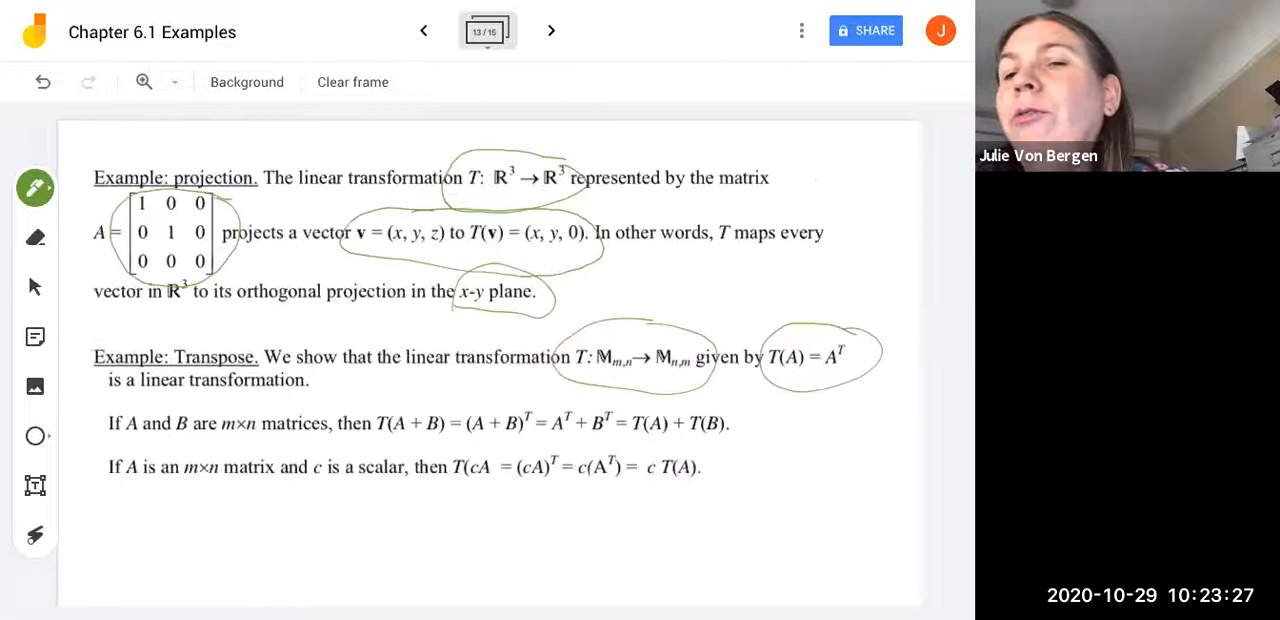 Chapter 6.1 Examples
13 / 15
SHARE
J
Background
Clear frame
Example: projection. The linear transformation T: ℝ³ → ℝ³ represented by the matrix
A = [1 0 0
0 1 0
0 0 0] projects a vector v = (x, y, z) to T(v) = (x, y, 0). In other words, T maps every
vector in ℝ³ to its orthogonal projection in the x-y plane.
Example: Transpose. We show that the linear transformation T: 𝕄m,n → 𝕄n,m given by T(A) = Aᵀ
is a linear transformation.
If A and B are m×n matrices, then T(A + B) = (A + B)ᵀ = Aᵀ + Bᵀ = T(A) + T(B).
If A is an m×n matrix and c is a scalar, then T(cA = (cA)ᵀ = c(Aᵀ) = c T(A).
Julie Von Bergen
2020-10-29 10:23:27